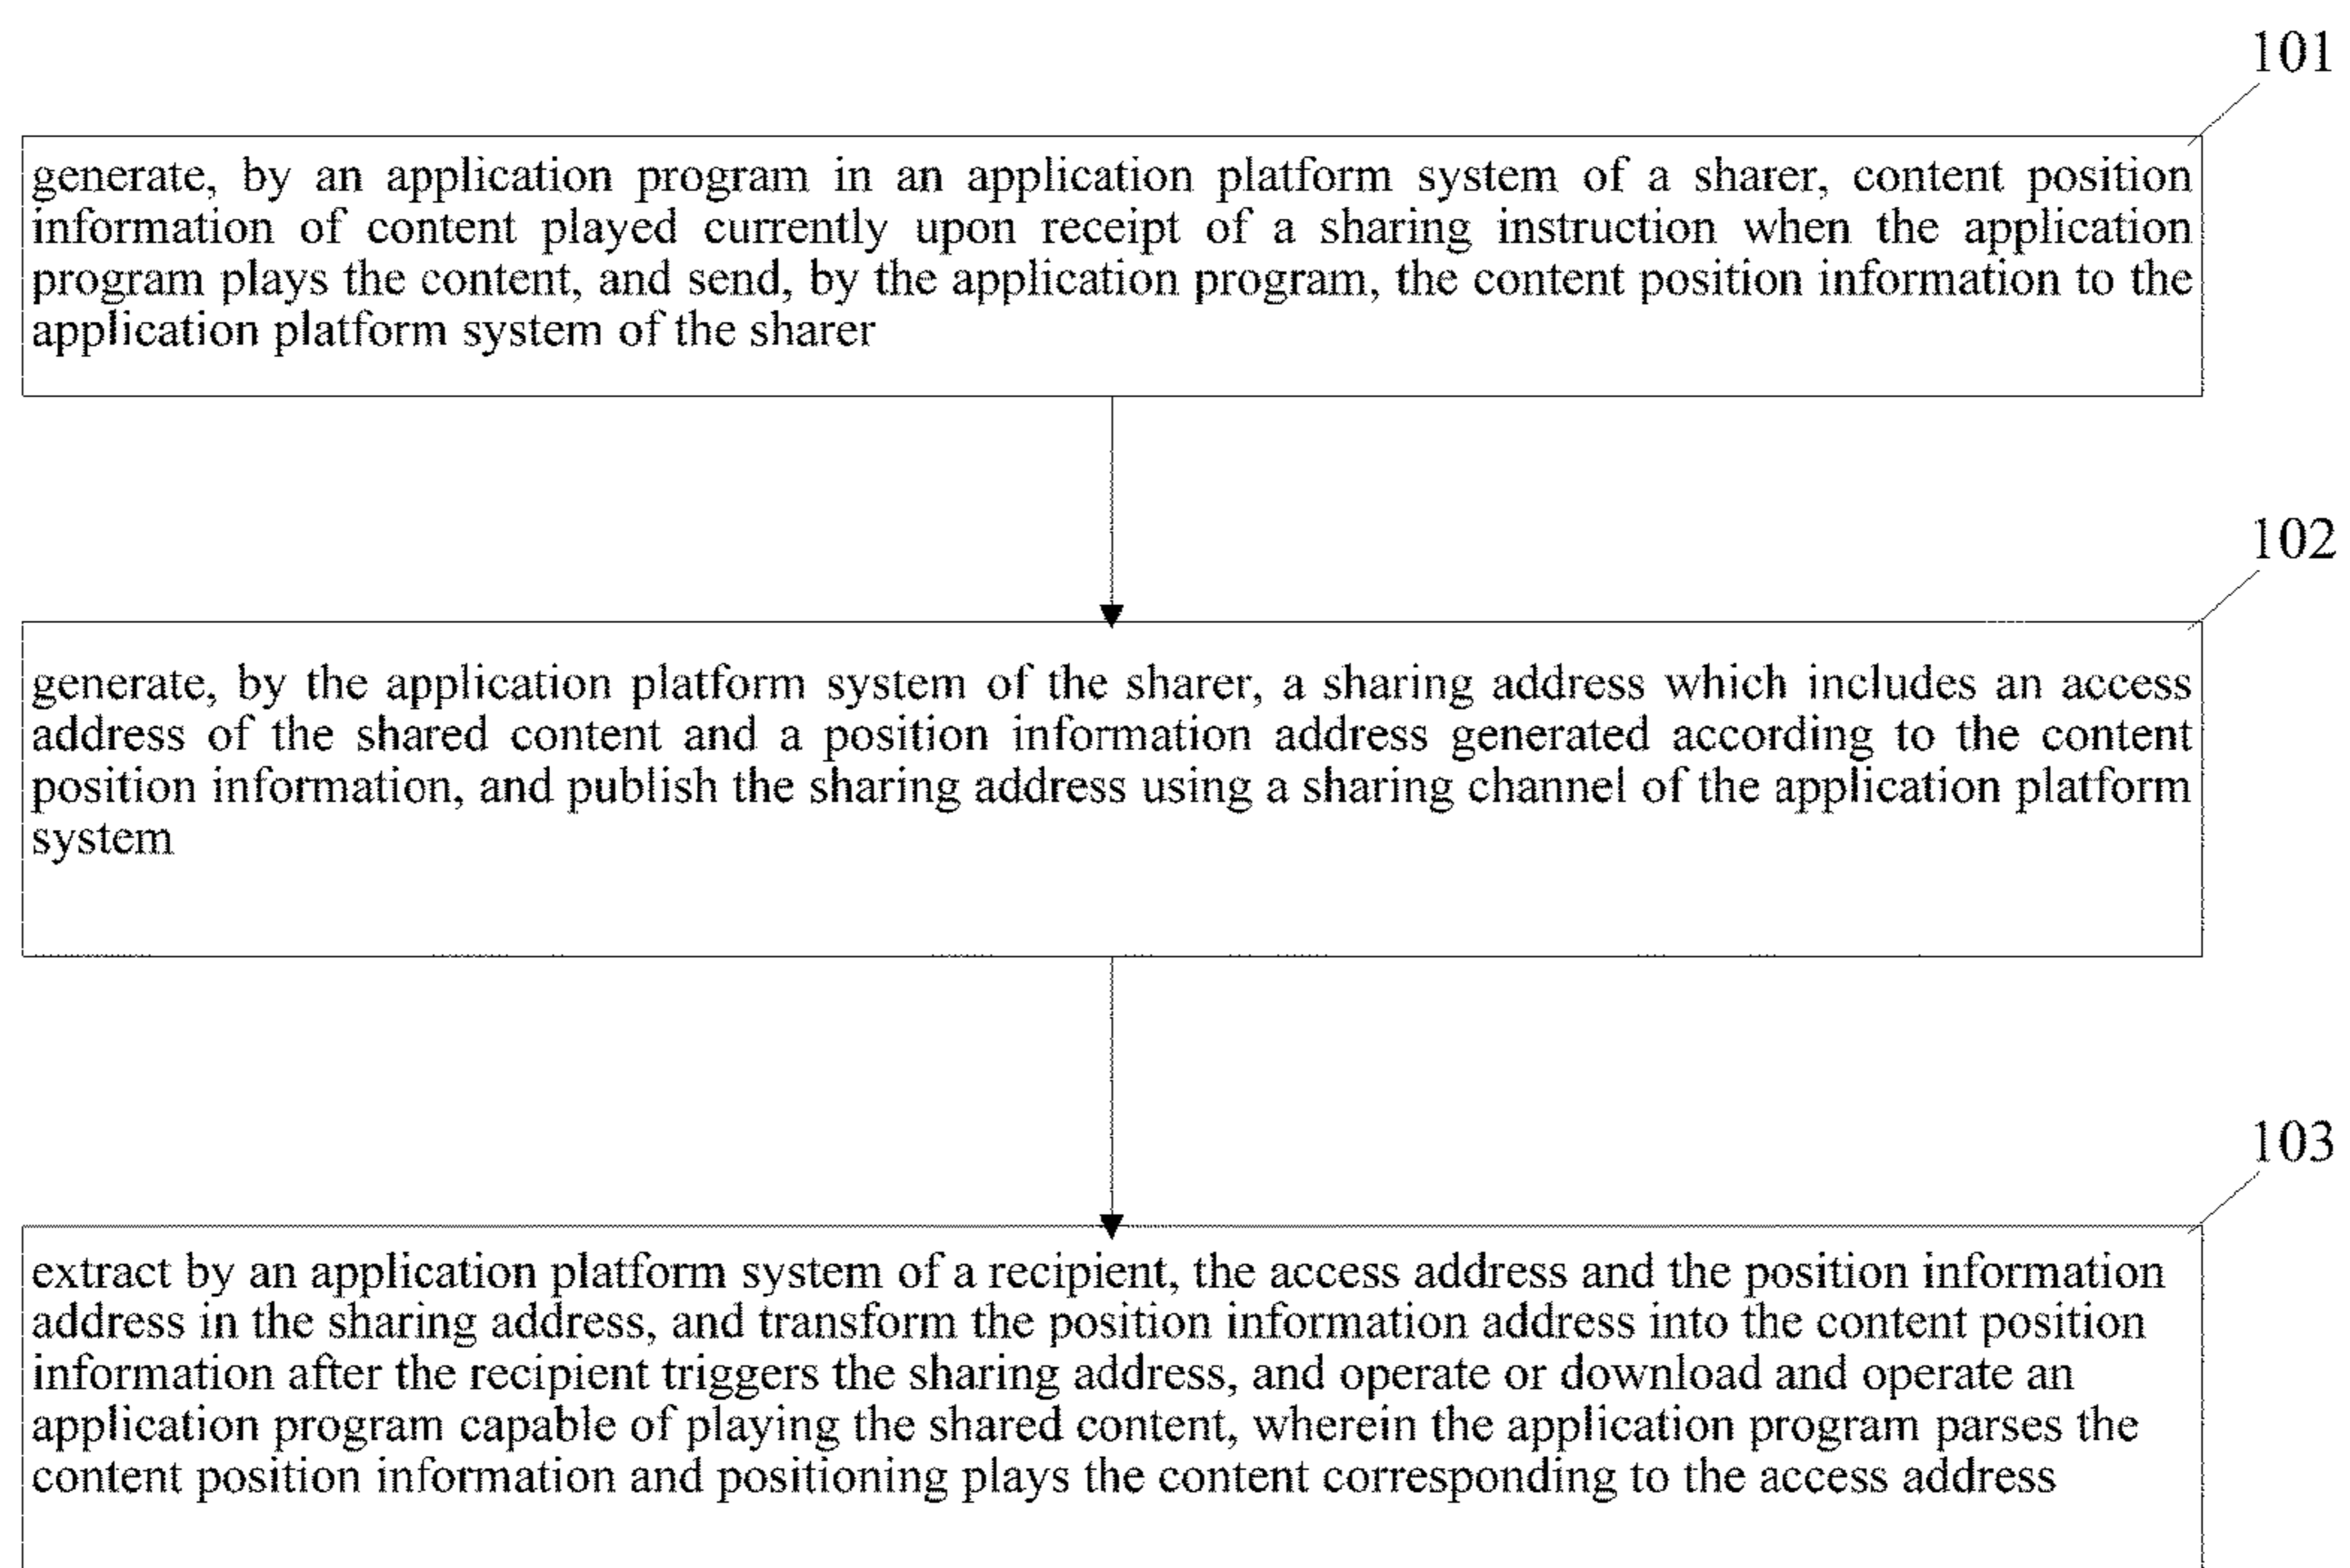 101
generate, by an application program in an application platform system of a sharer, content position
information of content played currently upon receipt of a sharing instruction when the application
program plays the content, and send, by the application program, the content position information to the
application platform system of the sharer
102
generate, by the application platform system of the sharer, a sharing address which includes an access
address of the shared content and a position information address generated according to the content
position information, and publish the sharing address using a sharing channel of the application platform
system
103
extract by an application platform system of a recipient, the access address and the position information
address in the sharing address, and transform the position information address into the content position
information after the recipient triggers the sharing address, and operate or download and operate an
application program capable of playing the shared content, wherein the application program parses the
content position information and positioning plays the content corresponding to the access address